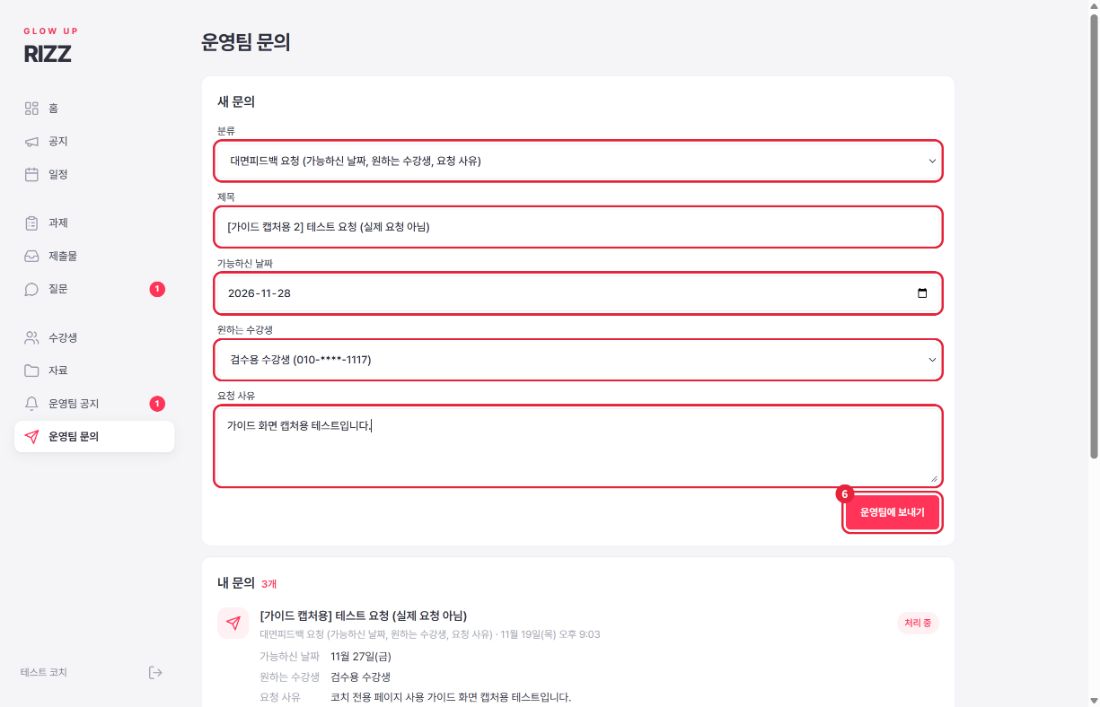 GLOW UP
RIZZ
홈
공지
일정
과제
제출물
질문 1
수강생
자료
운영팀 공지 1
운영팀 문의
테스트 코치
운영팀 문의
새 문의
분류
대면피드백 요청 (가능하신 날짜, 원하는 수강생, 요청 사유)
제목
[가이드 캡처용 2] 테스트 요청 (실제 요청 아님)
가능하신 날짜
2026-11-28
원하는 수강생
검수용 수강생 (010-****-1117)
요청 사유
가이드 화면 캡처용 테스트입니다.
6
운영팀에 보내기
내 문의 3개
[가이드 캡처용] 테스트 요청 (실제 요청 아님)
처리 중
대면피드백 요청 (가능하신 날짜, 원하는 수강생, 요청 사유) · 11월 19일(목) 오후 9:03
가능하신 날짜 11월 27일(금)
원하는 수강생 검수용 수강생
요청 사유 코치 전용 페이지 사용 가이드 화면 캡처용 테스트입니다.